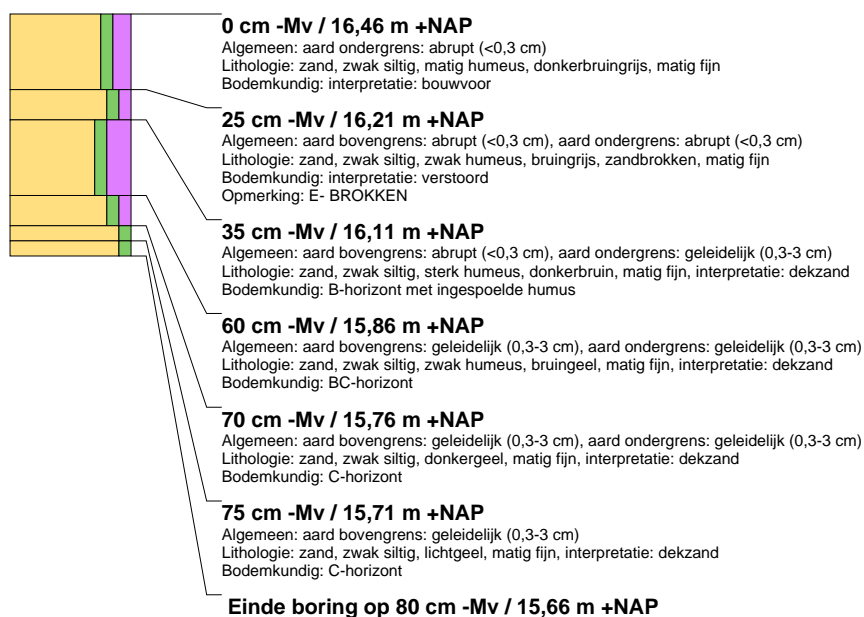 0 cm -Mv / 16,46 m +NAP
Algemeen: aard ondergrens: abrupt (<0,3 cm)
Lithologie: zand, zwak siltig, matig humeus, donkerbruingrijs, matig fijn
Bodemkundig: interpretatie: bouwvoor
25 cm -Mv / 16,21 m +NAP
Algemeen: aard bovengrens: abrupt (<0,3 cm), aard ondergrens: abrupt (<0,3 cm)
Lithologie: zand, zwak siltig, zwak humeus, bruingrijs, zandbrokken, matig fijn
Bodemkundig: interpretatie: verstoord
Opmerking: E- BROKKEN
35 cm -Mv / 16,11 m +NAP
Algemeen: aard bovengrens: abrupt (<0,3 cm), aard ondergrens: geleidelijk (0,3-3 cm)
Lithologie: zand, zwak siltig, sterk humeus, donkerbruin, matig fijn, interpretatie: dekzand
Bodemkundig: B-horizont met ingespoelde humus
60 cm -Mv / 15,86 m +NAP
Algemeen: aard bovengrens: geleidelijk (0,3-3 cm), aard ondergrens: geleidelijk (0,3-3 cm)
Lithologie: zand, zwak siltig, zwak humeus, bruingeel, matig fijn, interpretatie: dekzand
Bodemkundig: BC-horizont
70 cm -Mv / 15,76 m +NAP
Algemeen: aard bovengrens: geleidelijk (0,3-3 cm), aard ondergrens: geleidelijk (0,3-3 cm)
Lithologie: zand, zwak siltig, donkergeel, matig fijn, interpretatie: dekzand
Bodemkundig: C-horizont
75 cm -Mv / 15,71 m +NAP
Algemeen: aard bovengrens: geleidelijk (0,3-3 cm)
Lithologie: zand, zwak siltig, lichtgeel, matig fijn, interpretatie: dekzand
Bodemkundig: C-horizont
Einde boring op 80 cm -Mv / 15,66 m +NAP